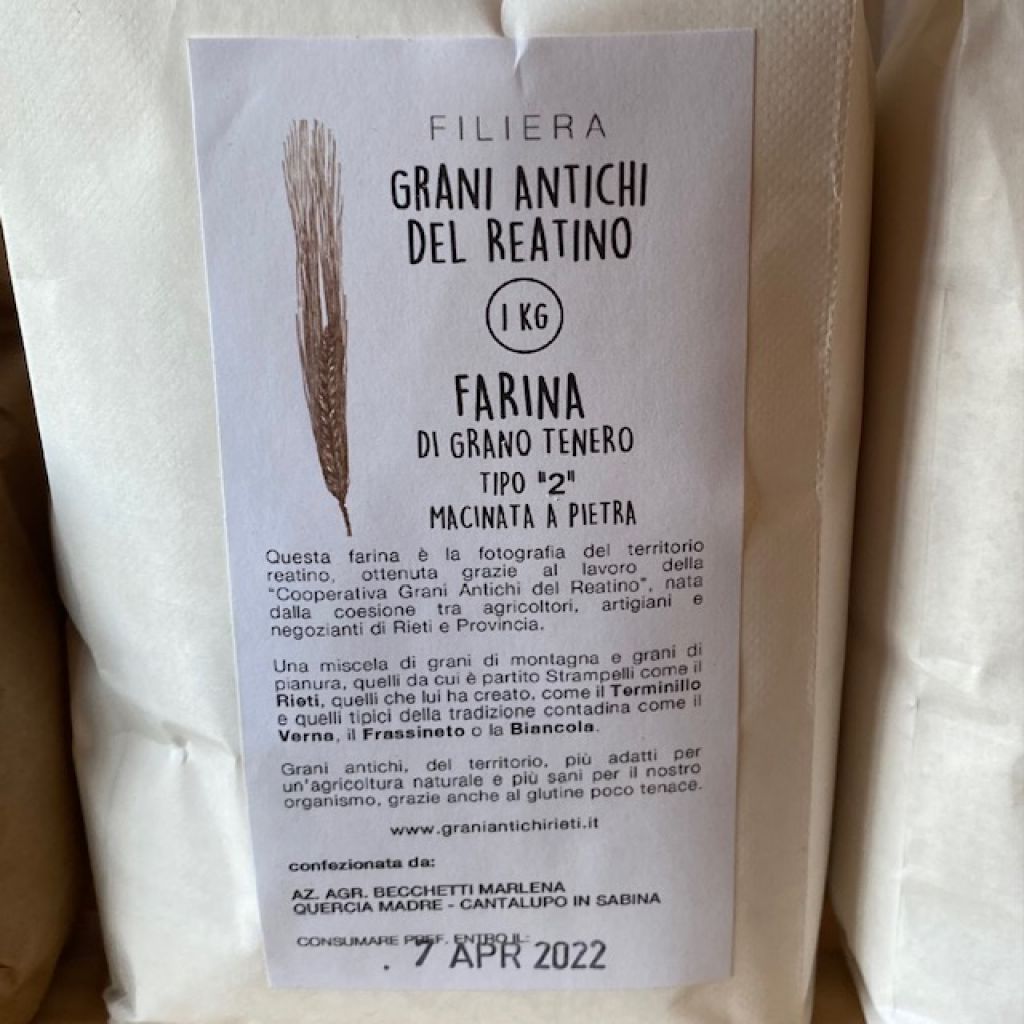 FILIERA
GRANI ANTICHI
DEL REATINO
1 KG
FARINA
DI GRANO TENERO
TIPO "2"
MACINATA A PIETRA
Questa farina è la fotografia del territorio
reatino, ottenuta grazie al lavoro della
"Cooperativa Grani Antichi del Reatino", nata
dalla coesione tra agricoltori, artigiani e
negozianti di Rieti e Provincia.
Una miscela di grani di montagna e grani di
pianura, quelli da cui è partito Strampelli come il
Rieti, quelli che lui ha creato, come il Terminillo
e quelli tipici della tradizione contadina come il
Verna, il Frassineto o la Biancola.
Grani antichi, del territorio, più adatti per
un'agricoltura naturale e più sani per il nostro
organismo, grazie anche al glutine poco tenace.
www.graniantichirieti.it
confezionata da:
AZ. AGR. BECCHETTI MARLENA
QUERCIA MADRE - CANTALUPO IN SABINA
CONSUMARE PREF. ENTRO IL:
. 7 APR 2022